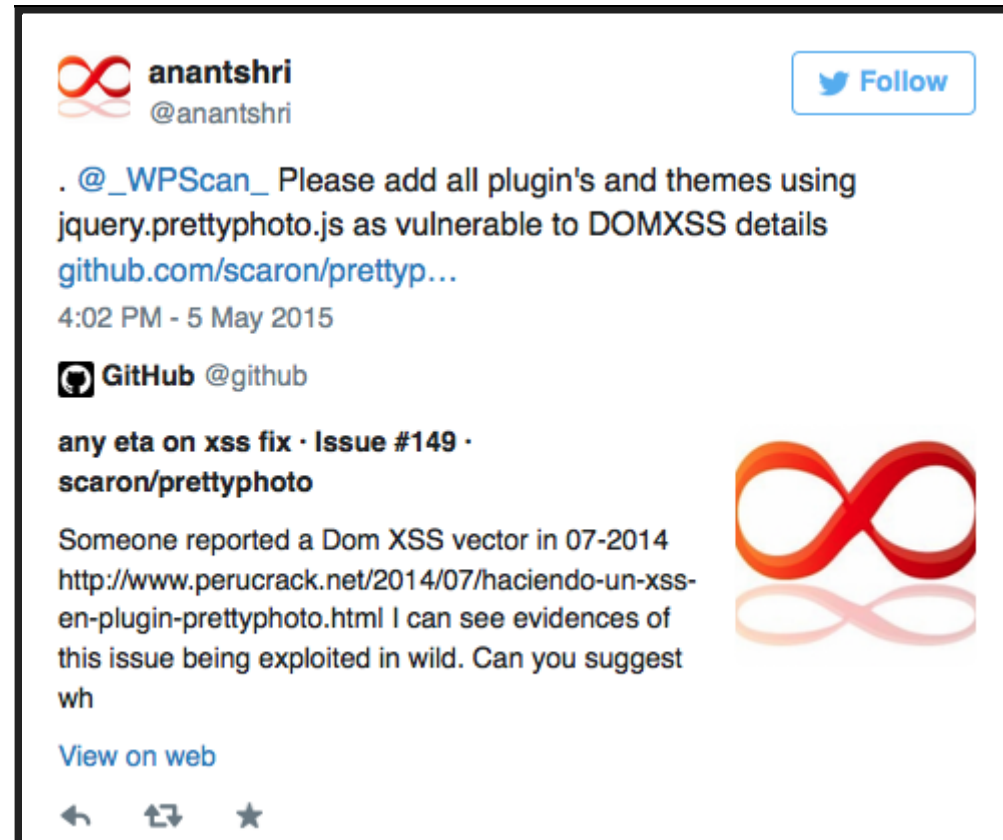 anantshri
@anantshri
Follow
. @_WPScan_ Please add all plugin's and themes using
jquery.prettyphoto.js as vulnerable to DOMXSS details
github.com/scaron/prettyp…
4:02 PM - 5 May 2015
GitHub @github
any eta on xss fix · Issue #149 ·
scaron/prettyphoto
Someone reported a Dom XSS vector in 07-2014
http://www.perucrack.net/2014/07/haciendo-un-xss-
en-plugin-prettyphoto.html I can see evidences of
this issue being exploited in wild. Can you suggest
wh
View on web